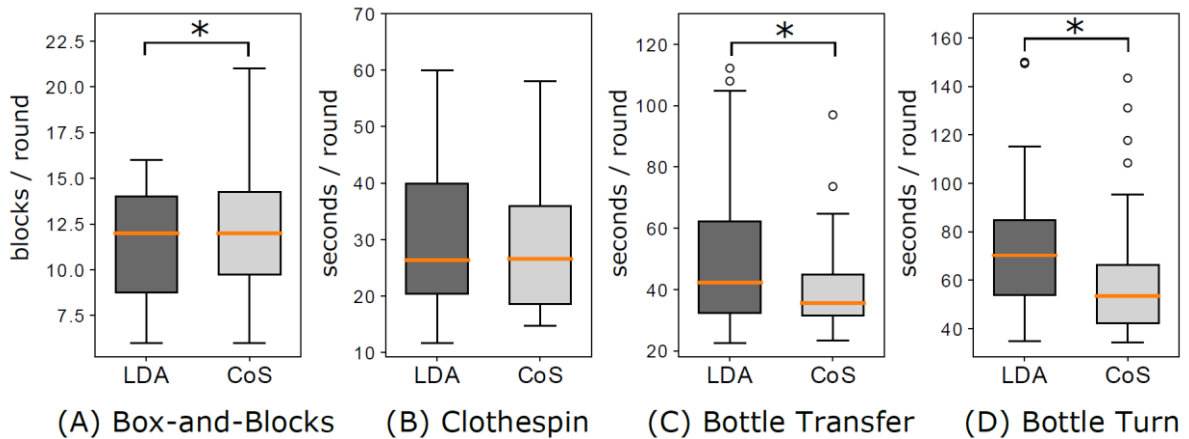 blocks / round
22.5
20.0
17.5
15.0
12.5
10.0
7.5
*
LDA
CoS
(A) Box-and-Blocks
seconds / round
70
60
50
40
30
20
10
LDA
CoS
(B) Clothespin
seconds / round
120
100
80
60
40
20
*
LDA
CoS
(C) Bottle Transfer
seconds / round
160
140
120
100
80
60
40
*
LDA
CoS
(D) Bottle Turn